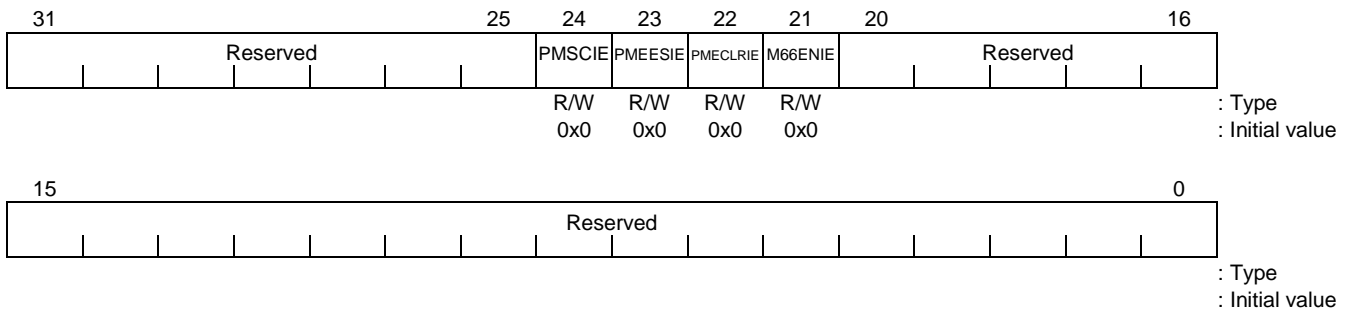 31 25 24 23 22 21 20 16
Reserved PMSCIE PMEESIE PMECLRIE M66ENIE Reserved
R/W R/W R/W R/W : Type
0x0 0x0 0x0 0x0 : Initial value
15 0
Reserved
: Type
: Initial value